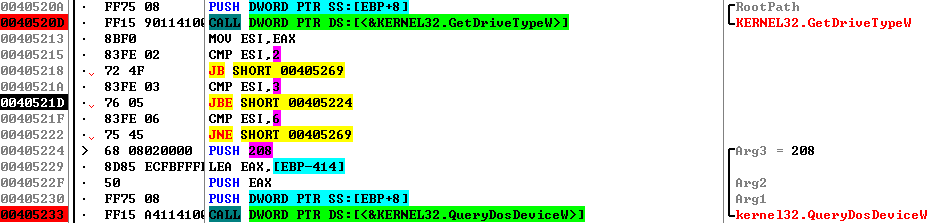 0040520A · FF75 08 PUSH DWORD PTR SS:[EBP+8] RootPath
0040520D · FF15 90114100 CALL DWORD PTR DS:[<&KERNEL32.GetDriveTypeW>] KERNEL32.GetDriveTypeW
00405213 · 8BF0 MOV ESI,EAX
00405215 · 83FE 02 CMP ESI,2
00405218 · 72 4F JB SHORT 00405269
0040521A · 83FE 03 CMP ESI,3
0040521D · 76 05 JBE SHORT 00405224
0040521F · 83FE 06 CMP ESI,6
00405222 · 75 45 JNE SHORT 00405269
00405224 > 68 08020000 PUSH 208 Arg3 = 208
00405229 · 8D85 ECFBFFFF LEA EAX,[EBP-414]
0040522F · 50 PUSH EAX Arg2
00405230 · FF75 08 PUSH DWORD PTR SS:[EBP+8] Arg1
00405233 · FF15 A4114100 CALL DWORD PTR DS:[<&KERNEL32.QueryDosDeviceW>] kernel32.QueryDosDeviceW